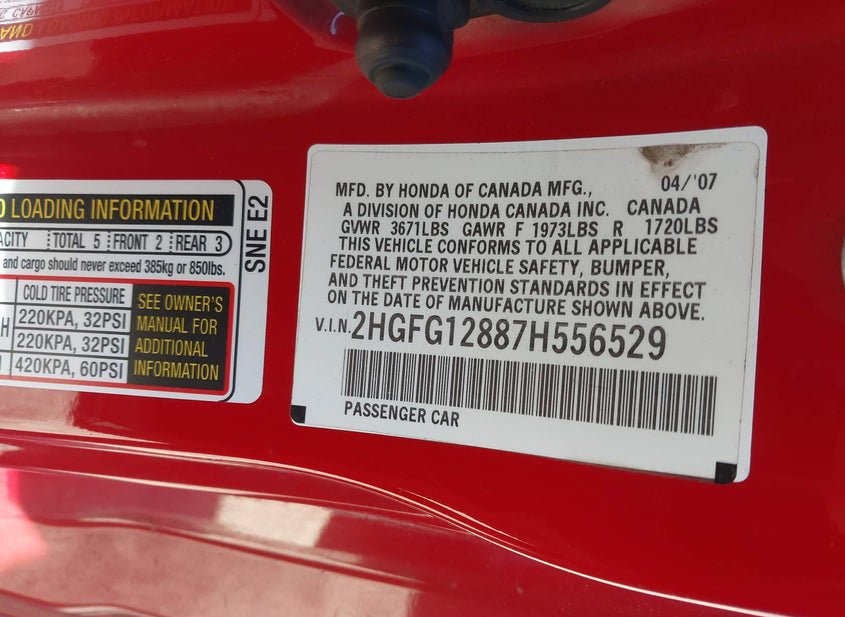 LOADING INFORMATION
TOTAL 5 FRONT 2 REAR 3
and cargo should never exceed 385kg or 850lbs.
COLD TIRE PRESSURE
220KPA, 32PSI
220KPA, 32PSI
420KPA, 60PSI
SEE OWNER'S
MANUAL FOR
ADDITIONAL
INFORMATION
SNE E2
MFD. BY HONDA OF CANADA MFG., 04/'07
A DIVISION OF HONDA CANADA INC. CANADA
GVWR 3671LBS GAWR F 1973LBS R 1720LBS
THIS VEHICLE CONFORMS TO ALL APPLICABLE
FEDERAL MOTOR VEHICLE SAFETY, BUMPER,
AND THEFT PREVENTION STANDARDS IN EFFECT
ON THE DATE OF MANUFACTURE SHOWN ABOVE.
V.I.N. 2HGFG12887H556529
PASSENGER CAR